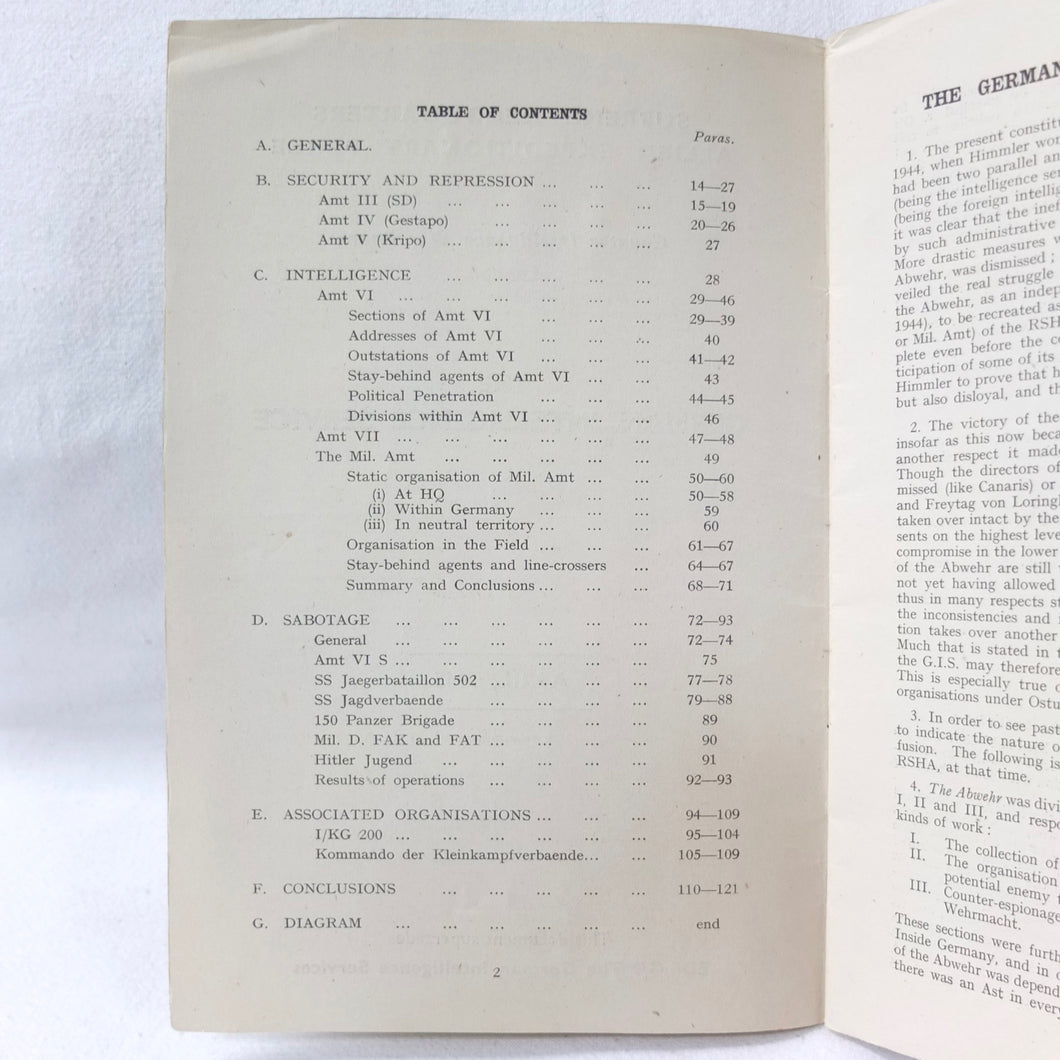 TABLE OF CONTENTS
Paras.
A. GENERAL.
B. SECURITY AND REPRESSION ... ... ... 14—27
Amt III (SD) ... ... ... ... ... 15—19
Amt IV (Gestapo) ... ... ... ... 20—26
Amt V (Kripo) ... ... ... ... ... 27
C. INTELLIGENCE ... ... ... ... ... 28
Amt VI ... ... ... ... ... ... 29—46
Sections of Amt VI ... ... ... 29—39
Addresses of Amt VI ... ... ... 40
Outstations of Amt VI ... ... ... 41—42
Stay-behind agents of Amt VI ... ... 43
Political Penetration ... ... ... 44—45
Divisions within Amt VI ... ... ... 46
Amt VII ... ... ... ... ... ... 47—48
The Mil. Amt ... ... ... ... ... 49
Static organisation of Mil. Amt ... ... 50—60
(i) At HQ ... ... ... ... 50—58
(ii) Within Germany ... ... ... 59
(iii) In neutral territory ... ... ... 60
Organisation in the Field ... ... ... 61—67
Stay-behind agents and line-crossers ... 64—67
Summary and Conclusions ... ... ... 68—71
D. SABOTAGE ... ... ... ... ... ... 72—93
General ... ... ... ... ... ... 72—74
Amt VI S ... ... ... ... ... ... 75
SS Jaegerbataillon 502 ... ... ... ... 77—78
SS Jagdverbaende ... ... ... ... 79—88
150 Panzer Brigade ... ... ... ... 89
Mil. D. FAK and FAT ... ... ... ... 90
Hitler Jugend ... ... ... ... ... 91
Results of operations ... ... ... ... 92—93
E. ASSOCIATED ORGANISATIONS ... ... ... 94—109
I/KG 200 ... ... ... ... ... ... 95—104
Kommando der Kleinkampfverbaende... ... ... 105—109
F. CONCLUSIONS ... ... ... ... ... 110—121
G. DIAGRAM ... ... ... ... ... ... end
2
THE GERMAN
1. The present constitu
1944, when Himmler won
had been two parallel an
(being the intelligence ser
(being the foreign intellig
it was clear that the inef
by such administrative
More drastic measures w
Abwehr, was dismissed ;
veiled the real struggle
the Abwehr, as an indep
1944), to be recreated as
or Mil. Amt) of the RSH
plete even before the co
ticipation of some of its
Himmler to prove that h
but also disloyal, and th
2. The victory of the
insofar as this now beca
another respect it made
Though the directors of
missed (like Canaris) or
and Freytag von Loringh
taken over intact by the
sents on the highest leve
compromise in the lower
of the Abwehr are still
not yet having allowed
thus in many respects st
the inconsistencies and
tion takes over another
Much that is stated in t
the G.I.S. may therefore
This is especially true o
organisations under Ostu
3. In order to see past
to indicate the nature o
fusion. The following is
RSHA, at that time.
4. The Abwehr was divi
I, II and III, and respe
kinds of work :
I. The collection of
II. The organisation
potential enemy t
III. Counter-espionage
Wehrmacht.
These sections were furth
Inside Germany, and in o
of the Abwehr was depend
there was an Ast in every